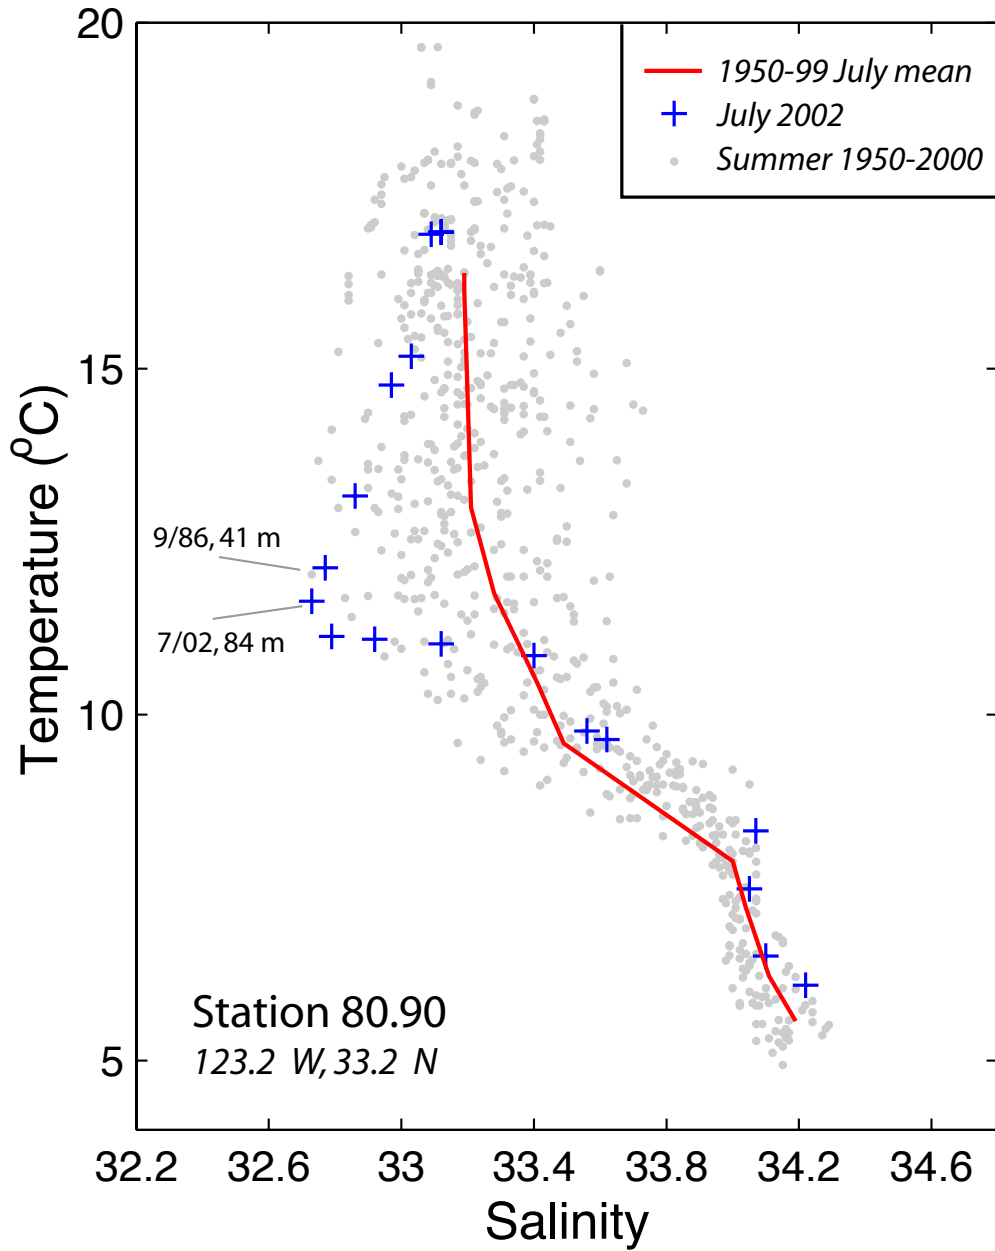 20
1950-99 July mean
July 2002
Summer 1950-2000
15
Temperature (°C)
9/86, 41 m
7/02, 84 m
10
Station 80.90
123.2 W, 33.2 N
5
32.2 32.6 33 33.4 33.8 34.2 34.6
Salinity